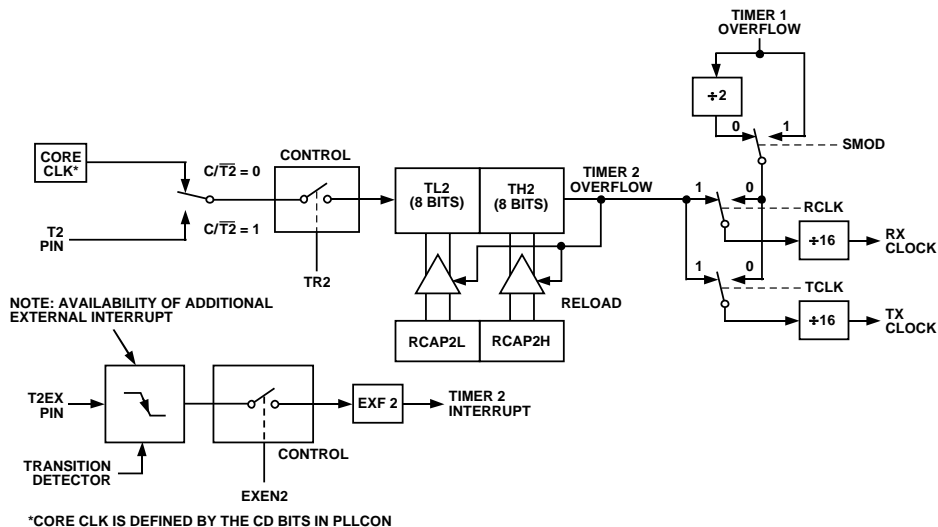 TIMER 1
OVERFLOW
÷2
0
1
SMOD
CORE
CLK*
C/T2 = 0
CONTROL
TL2
(8 BITS)
TH2
(8 BITS)
TIMER 2
OVERFLOW
1
0
RCLK
T2
PIN
C/T2 = 1
÷16
RX
CLOCK
TR2
1
0
RELOAD
TCLK
NOTE: AVAILABILITY OF ADDITIONAL
EXTERNAL INTERRUPT
RCAP2L
RCAP2H
÷16
TX
CLOCK
T2EX
PIN
EXF 2
TIMER 2
INTERRUPT
CONTROL
TRANSITION
DETECTOR
EXEN2
*CORE CLK IS DEFINED BY THE CD BITS IN PLLCON